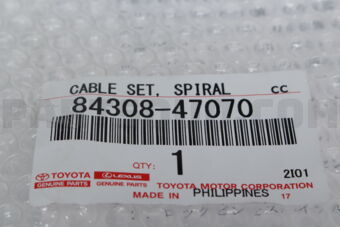 CABLE SET, SPIRAL CC
84308-47070
QTY: 1 2I01
TOYOTA LEXUS
GENUINE PARTS GENUINE PARTS TOYOTA MOTOR CORPORATION
MADE IN PHILIPPINES 17